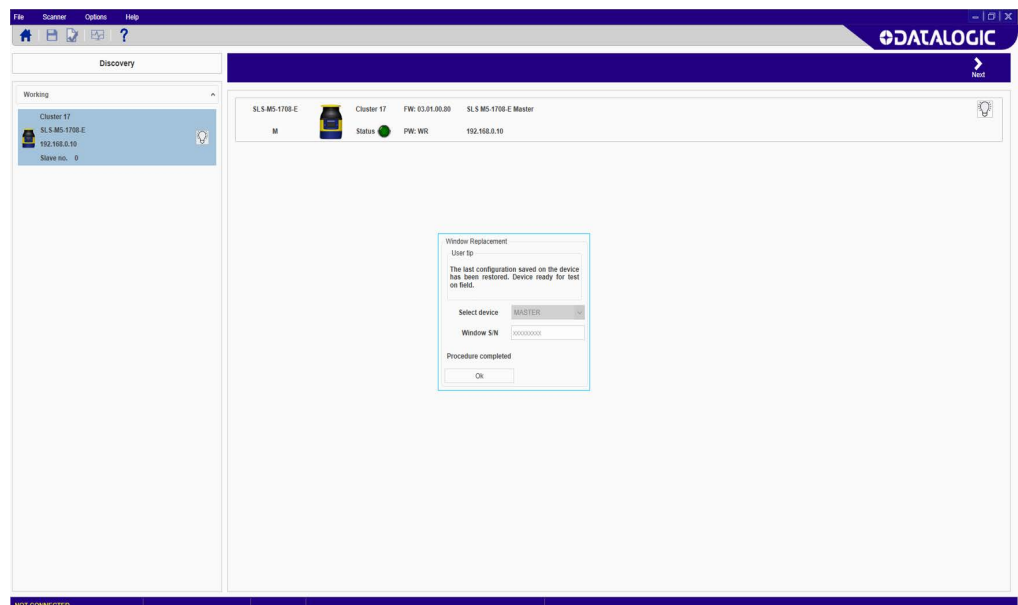 File Scanner Options Help
?
DATALOGIC
Discovery
Next
Working
Cluster 17
SLS-M5-1708-E
192.168.0.10
Slave no. 0
SLS-M5-1708-E Cluster 17 FW: 03.01.00.80 SLS M5-1708-E Master
M Status PW: WR 192.168.0.10
Window Replacement
User tip
The last configuration saved on the device
has been restored. Device ready for test
on field.
Select device MASTER
Window S/N xxxxxxxxx
Procedure completed
Ok
NOT CONNECTED